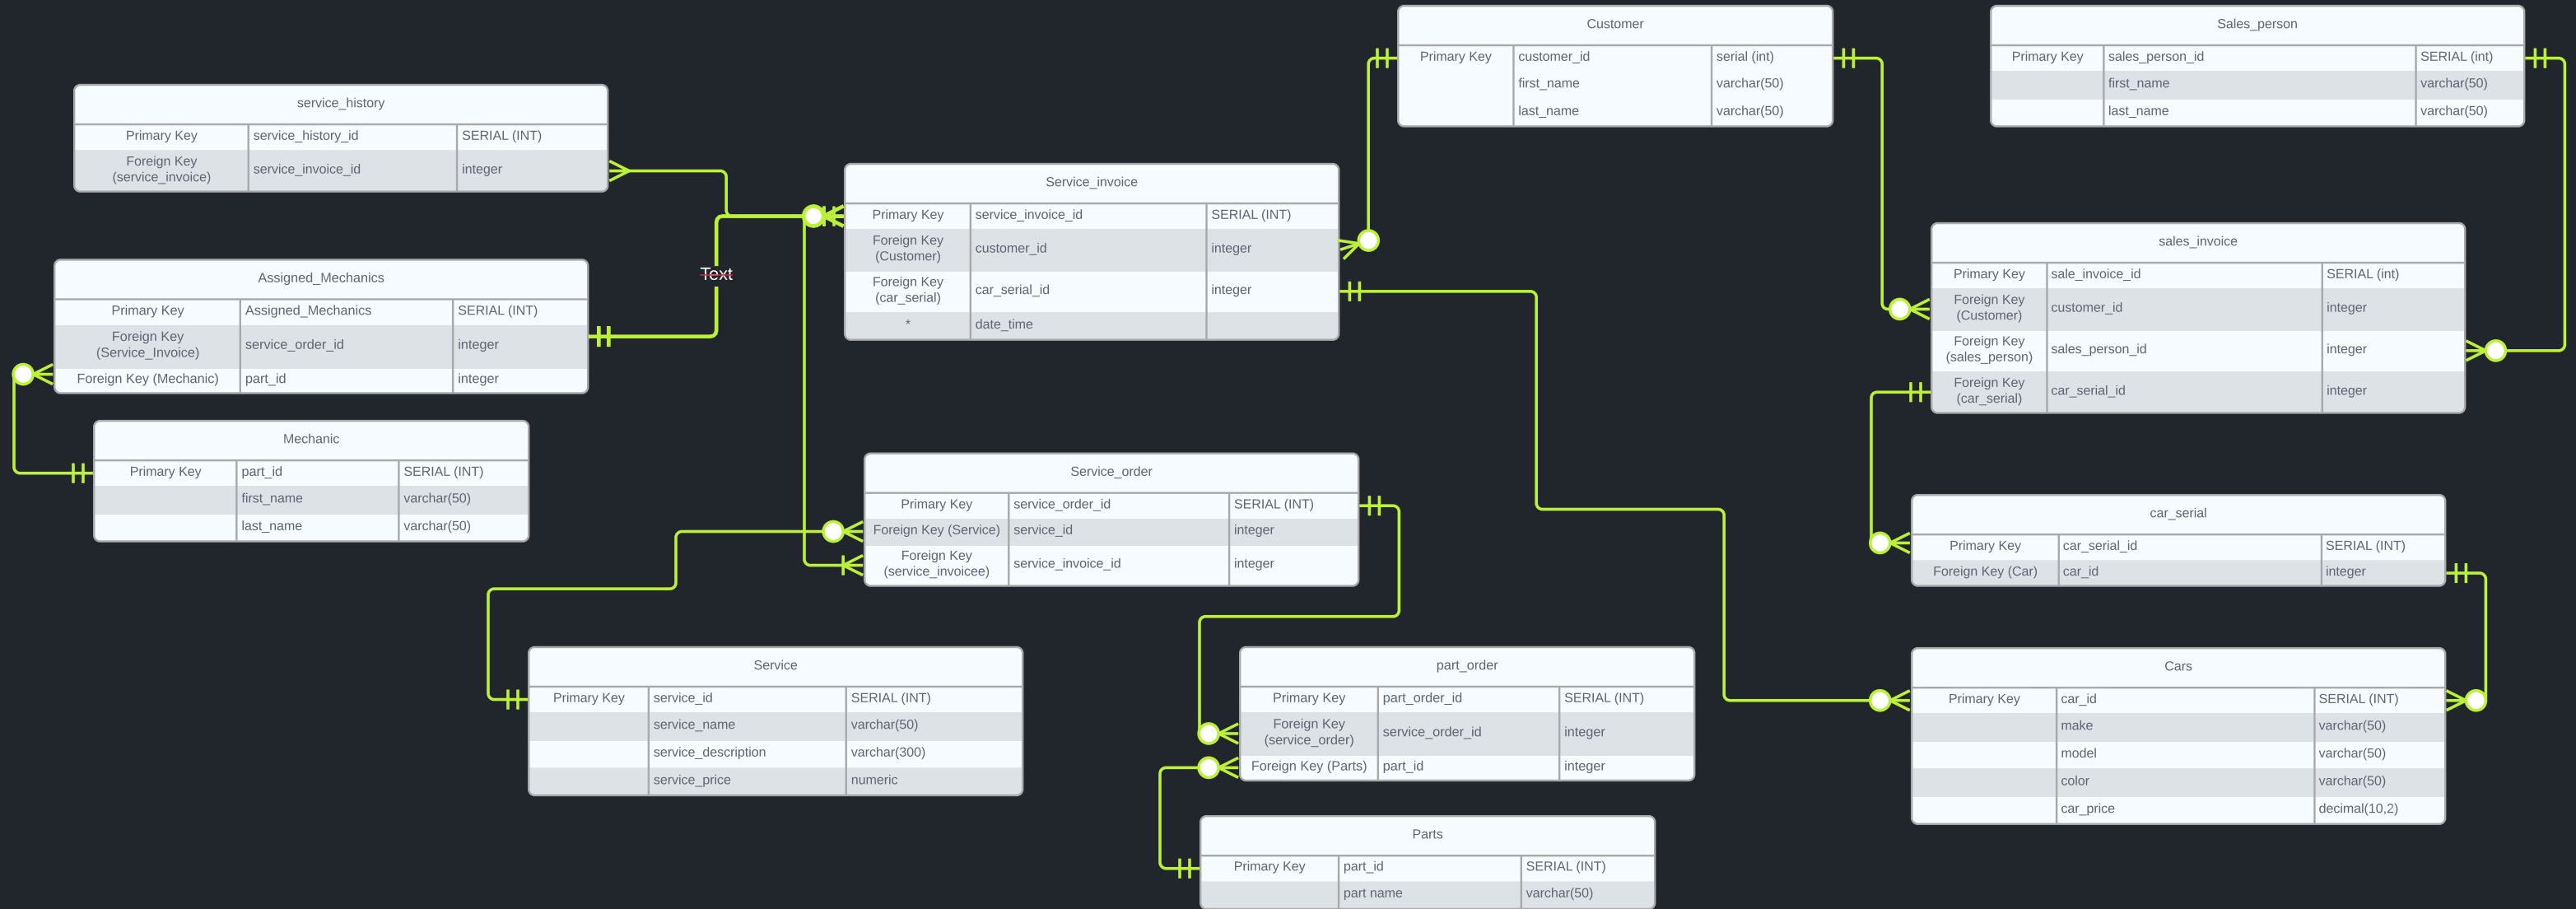 Customer
Primary Key customer_id serial (int)
first_name varchar(50)
last_name varchar(50)
Sales_person
Primary Key sales_person_id SERIAL (int)
first_name varchar(50)
last_name varchar(50)
service_history
Primary Key service_history_id SERIAL (INT)
Foreign Key
(service_invoice) service_invoice_id integer
Service_invoice
Primary Key service_invoice_id SERIAL (INT)
Foreign Key
(Customer) customer_id integer
Foreign Key
(car_serial) car_serial_id integer
* date_time
sales_invoice
Primary Key sale_invoice_id SERIAL (int)
Foreign Key
(Customer) customer_id integer
Foreign Key
(sales_person) sales_person_id integer
Foreign Key
(car_serial) car_serial_id integer
Text
Assigned_Mechanics
Primary Key Assigned_Mechanics SERIAL (INT)
Foreign Key
(Service_Invoice) service_order_id integer
Foreign Key (Mechanic) part_id integer
Mechanic
Primary Key part_id SERIAL (INT)
first_name varchar(50)
last_name varchar(50)
Service_order
Primary Key service_order_id SERIAL (INT)
Foreign Key (Service) service_id integer
Foreign Key
(service_invoicee) service_invoice_id integer
car_serial
Primary Key car_serial_id SERIAL (INT)
Foreign Key (Car) car_id integer
Service
Primary Key service_id SERIAL (INT)
service_name varchar(50)
service_description varchar(300)
service_price numeric
part_order
Primary Key part_order_id SERIAL (INT)
Foreign Key
(service_order) service_order_id integer
Foreign Key (Parts) part_id integer
Cars
Primary Key car_id SERIAL (INT)
make varchar(50)
model varchar(50)
color varchar(50)
car_price decimal(10,2)
Parts
Primary Key part_id SERIAL (INT)
part name varchar(50)